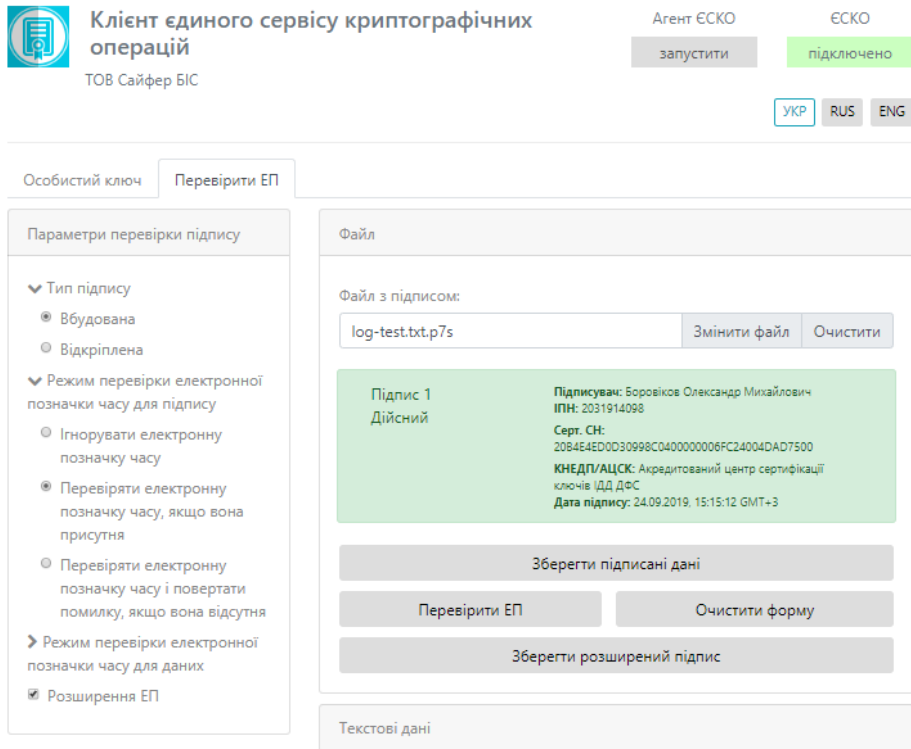 Клієнт єдиного сервісу криптографічних
операцій
ТОВ Сайфер БІС
Агент ЄСКО
ЄСКО
запустити
підключено
УКР
RUS
ENG
Особистий ключ
Перевірити ЕП
Параметри перевірки підпису
Тип підпису
Вбудована
Відкріплена
Режим перевірки електронної
позначки часу для підпису
Ігнорувати електронну
позначку часу
Перевіряти електронну
позначку часу, якщо вона
присутня
Перевіряти електронну
позначку часу і повертати
помилку, якщо вона відсутня
Режим перевірки електронної
позначки часу для даних
Розширення ЕП
Файл
Файл з підписом:
log-test.txt.p7s
Змінити файл
Очистити
Підпис 1
Дійсний
Підписувач: Боровіков Олександр Михайлович
ІПН: 2031914098
Серт. СН:
20B4E4ED0D30998C0400000006FC24004DAD7500
КНЕДП/АЦСК: Акредитований центр сертифікації
ключів ІДД ДФС
Дата підпису: 24.09.2019, 15:15:12 GMT+3
Зберегти підписані дані
Перевірити ЕП
Очистити форму
Зберегти розширений підпис
Текстові дані